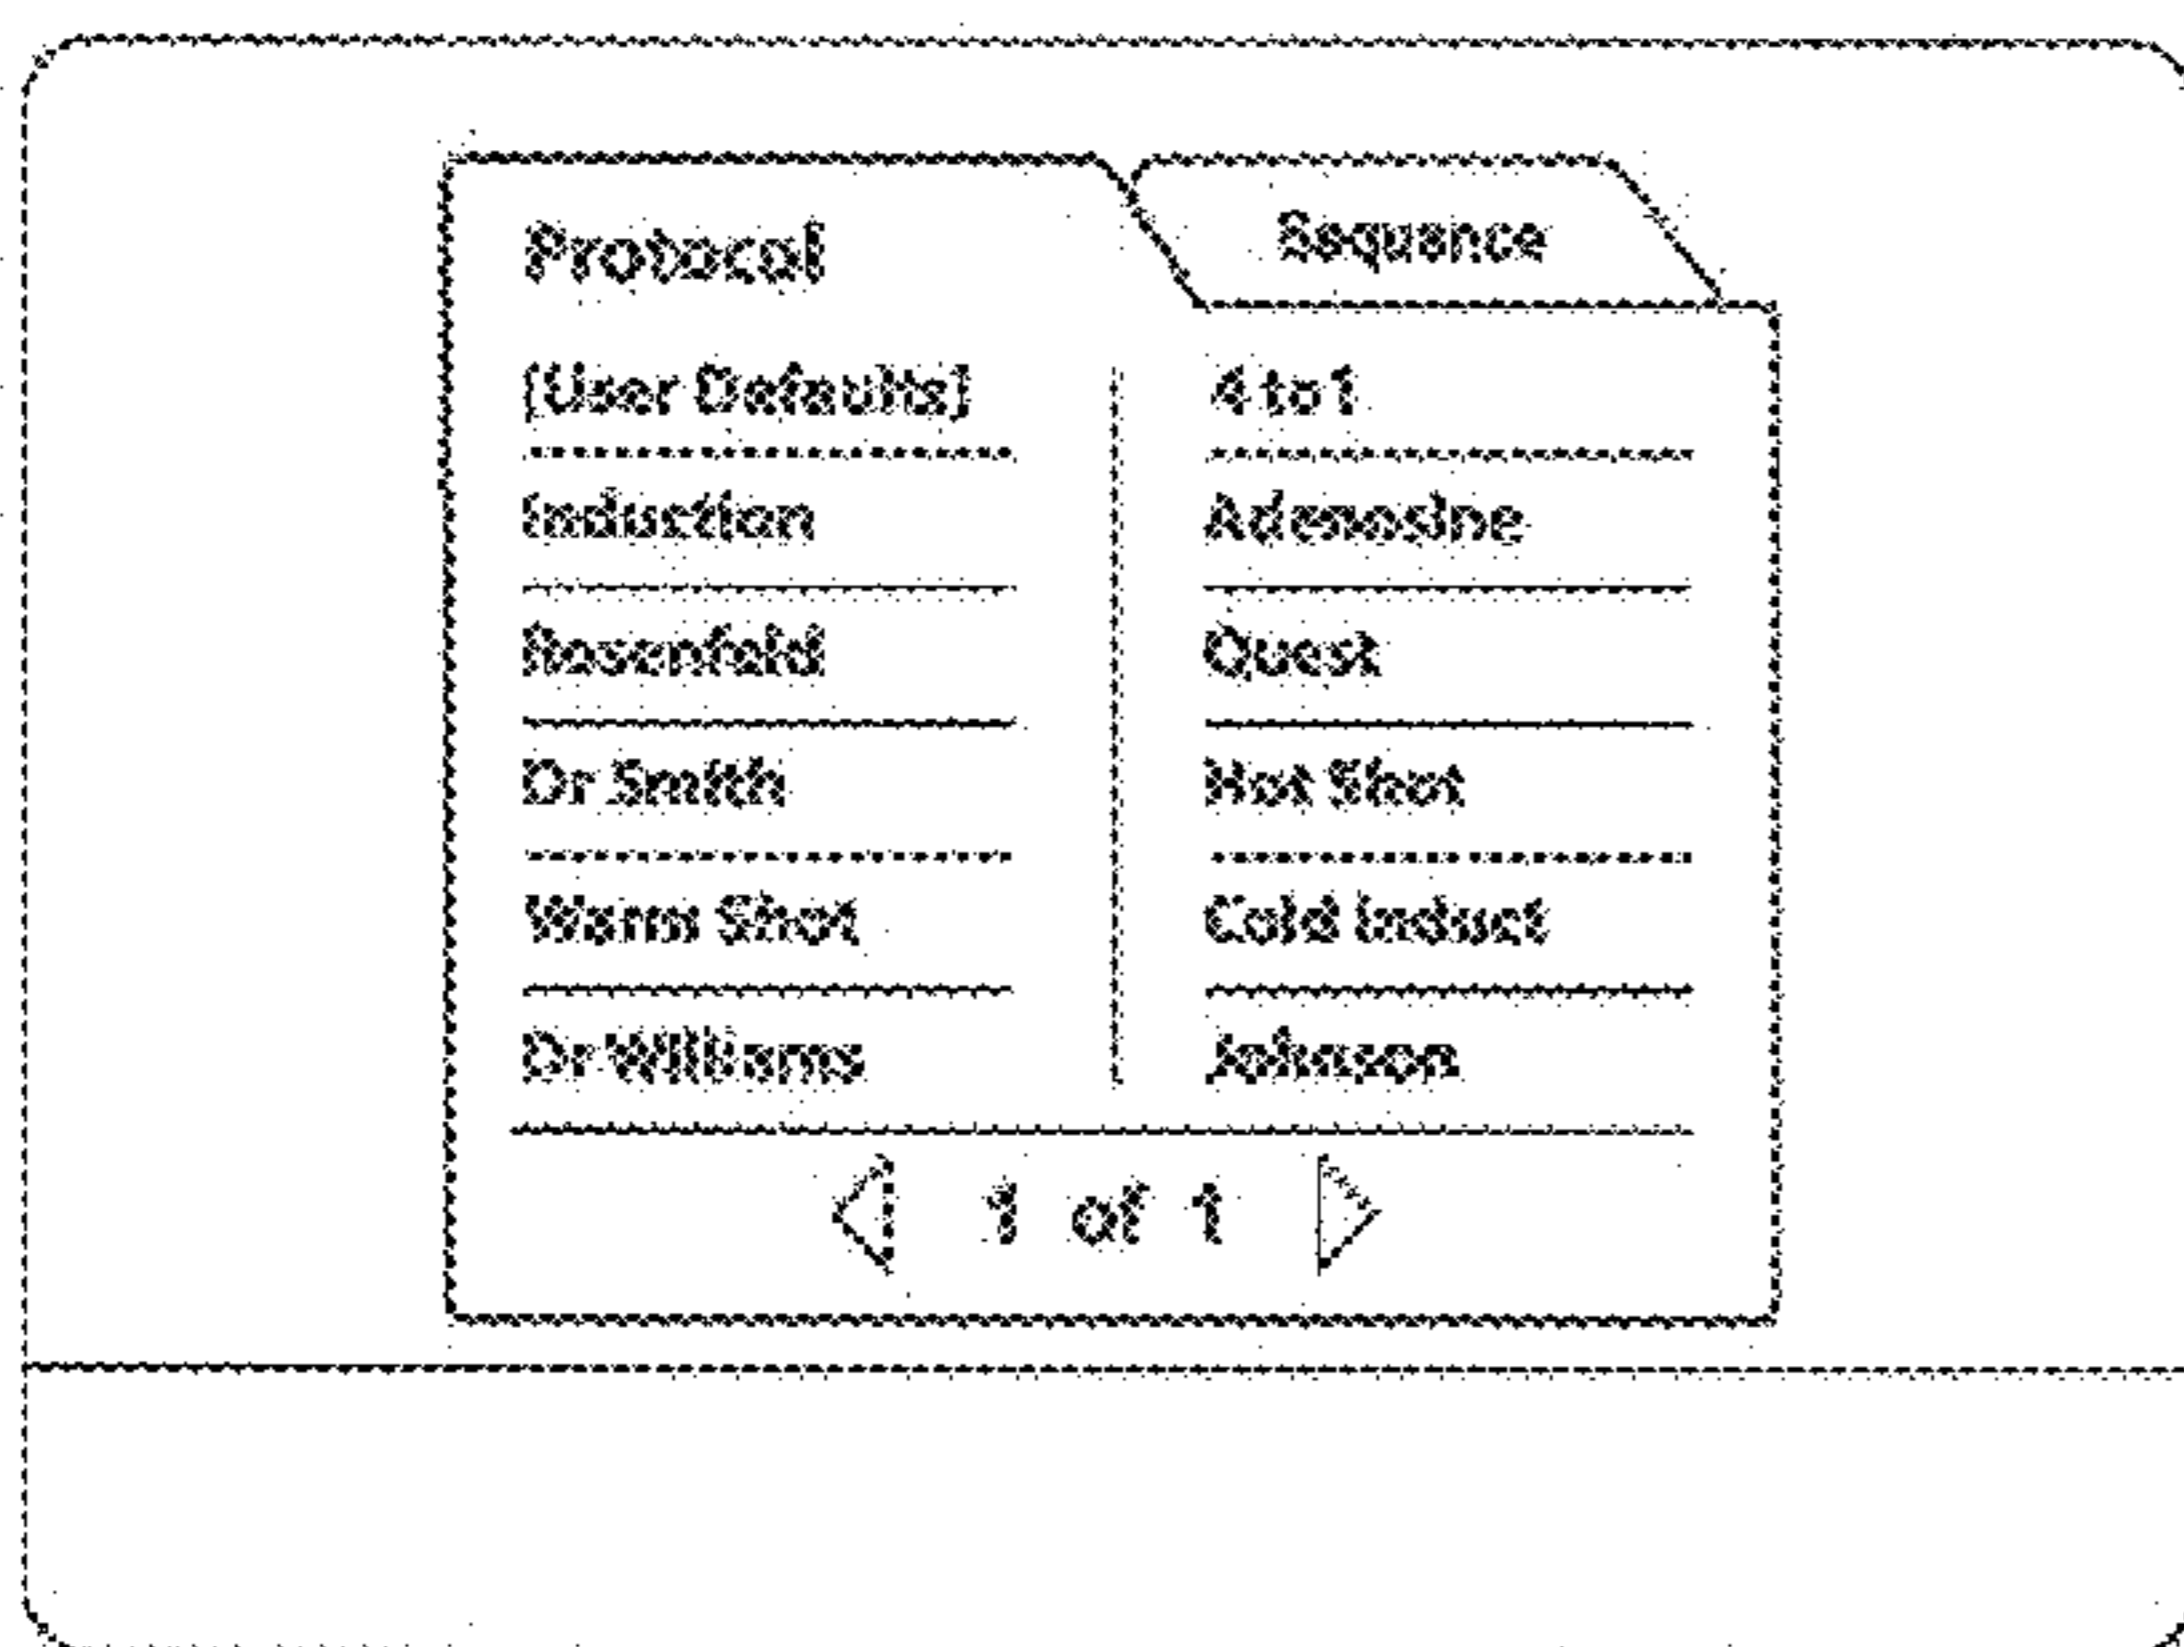 Protocol
Sequence
[User Defaults]
4 to 1
Induction
Adenosine
Rosenfeld
Quest
Dr Smith
Hot Shot
Warm Shot
Cold Induct
Dr Williams
Johnson
1 of 1